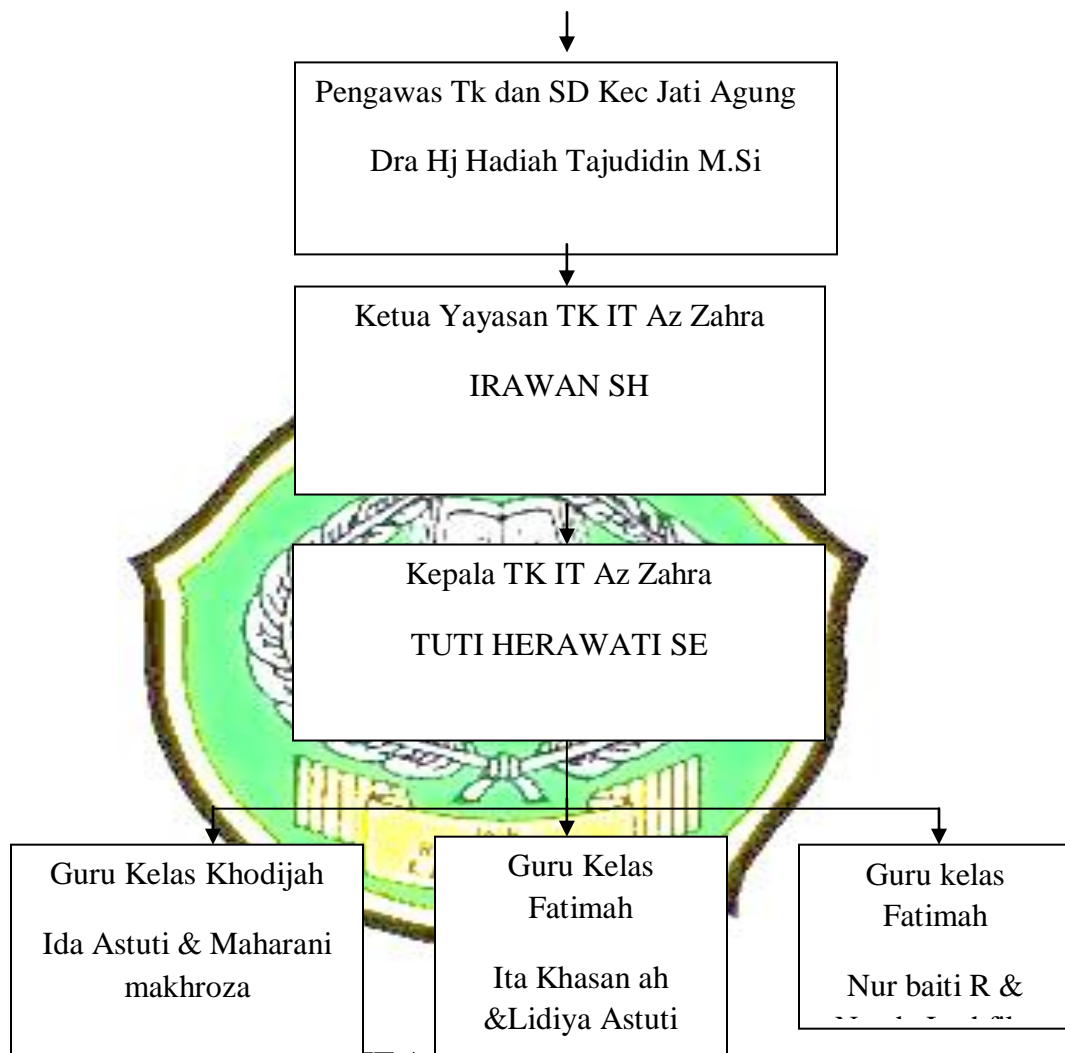 Pengawas Tk dan SD Kec Jati Agung
Dra Hj Hadiah Tajudidin M.Si
Ketua Yayasan TK IT Az Zahra
IRAWAN SH
Kepala TK IT Az Zahra
TUTI HERAWATI SE
Guru Kelas Khodijah
Ida Astuti & Maharani
makhroza
Guru Kelas
Fatimah
Ita Khasan ah
&Lidiya Astuti
Guru kelas
Fatimah
Nur baiti R &